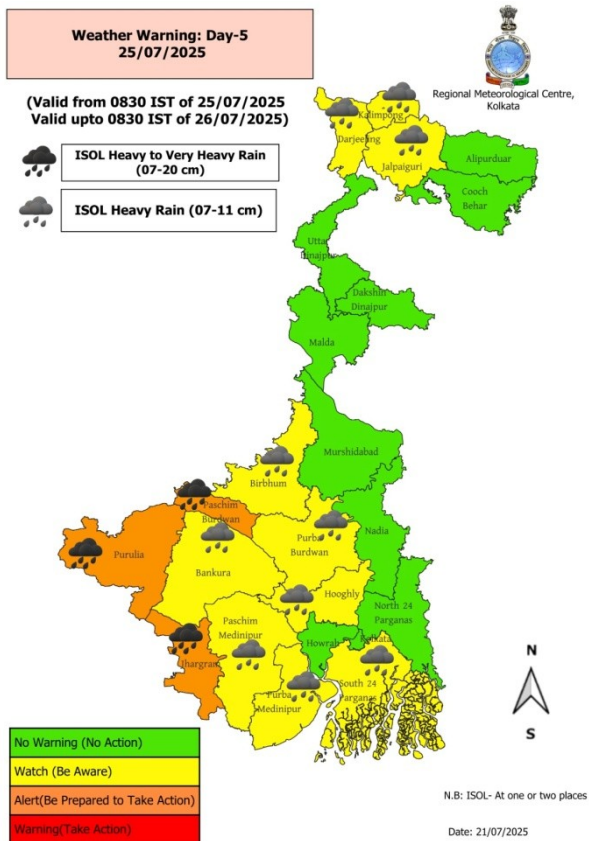 Weather Warning: Day-5
25/07/2025
Regional Meteorological Centre,
Kolkata
(Valid from 0830 IST of 25/07/2025
Valid upto 0830 IST of 26/07/2025)
ISOL Heavy to Very Heavy Rain
(07-20 cm)
ISOL Heavy Rain (07-11 cm)
Kalimpong
Darjeeling
Jalpaiguri
Alipurduar
Cooch
Behar
Utta
Dinajpur
Dakshin
Dinajpur
Malda
Murshidabad
Birbhum
Paschim
Burdwan
Purba
Burdwan
Nadia
Purulia
Bankura
Hooghly
North 24
Parganas
Paschim
Medinipur
Howrah
Kolkata
Jhargram
South 24
Parganas
Purba
Medinipur
N
S
No Warning (No Action)
Watch (Be Aware)
Alert(Be Prepared to Take Action)
Warning(Take Action)
N.B: ISOL- At one or two places
Date: 21/07/2025